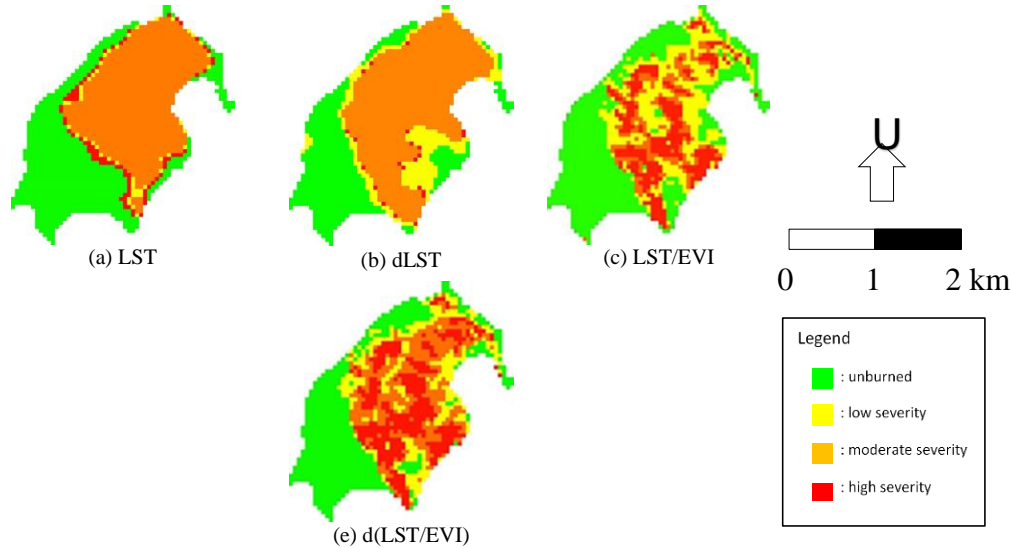 (a) LST
(b) dLST
(c) LST/EVI
U
0 1 2 km
(e) d(LST/EVI)
Legend
: unburned
: low severity
: moderate severity
: high severity